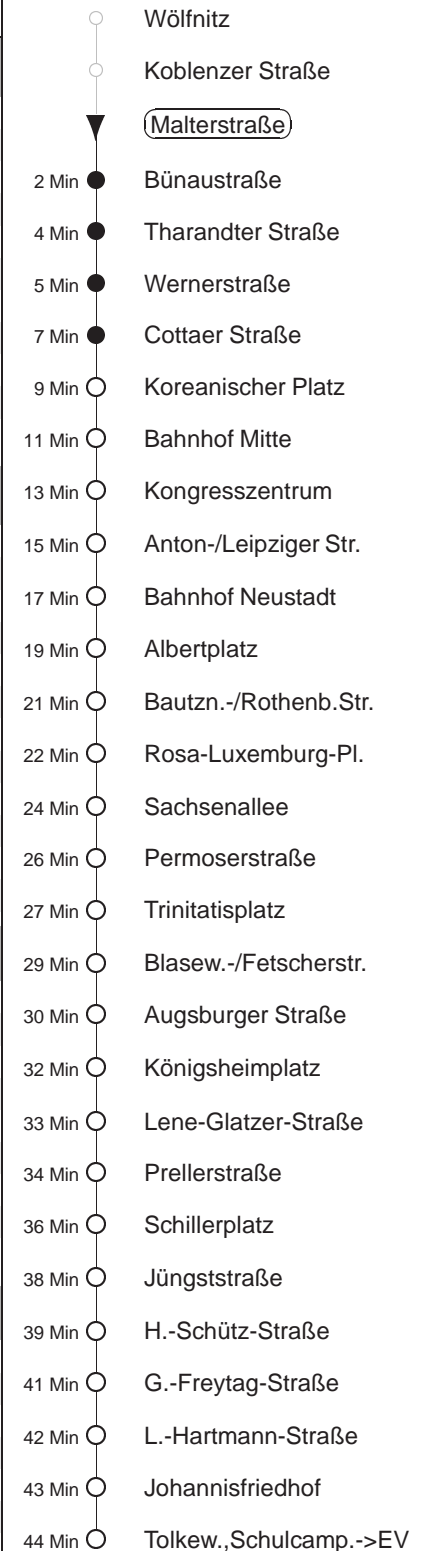 Wölfnitz
Koblenzer Straße
Malterstraße
2 Min Bünaustraße
4 Min Tharandter Straße
5 Min Wernerstraße
7 Min Cottaer Straße
9 Min Koreanischer Platz
11 Min Bahnhof Mitte
13 Min Kongresszentrum
15 Min Anton-/Leipziger Str.
17 Min Bahnhof Neustadt
19 Min Albertplatz
21 Min Bautzn.-/Rothenb.Str.
22 Min Rosa-Luxemburg-Pl.
24 Min Sachsenallee
26 Min Permoserstraße
27 Min Trinitatisplatz
29 Min Blasew.-/Fetscherstr.
30 Min Augsburger Straße
32 Min Königsheimplatz
33 Min Lene-Glatzer-Straße
34 Min Prellerstraße
36 Min Schillerplatz
38 Min Jüngststraße
39 Min H.-Schütz-Straße
41 Min G.-Freytag-Straße
42 Min L.-Hartmann-Straße
43 Min Johannisfriedhof
44 Min Tolkew.,Schulcamp.->EV